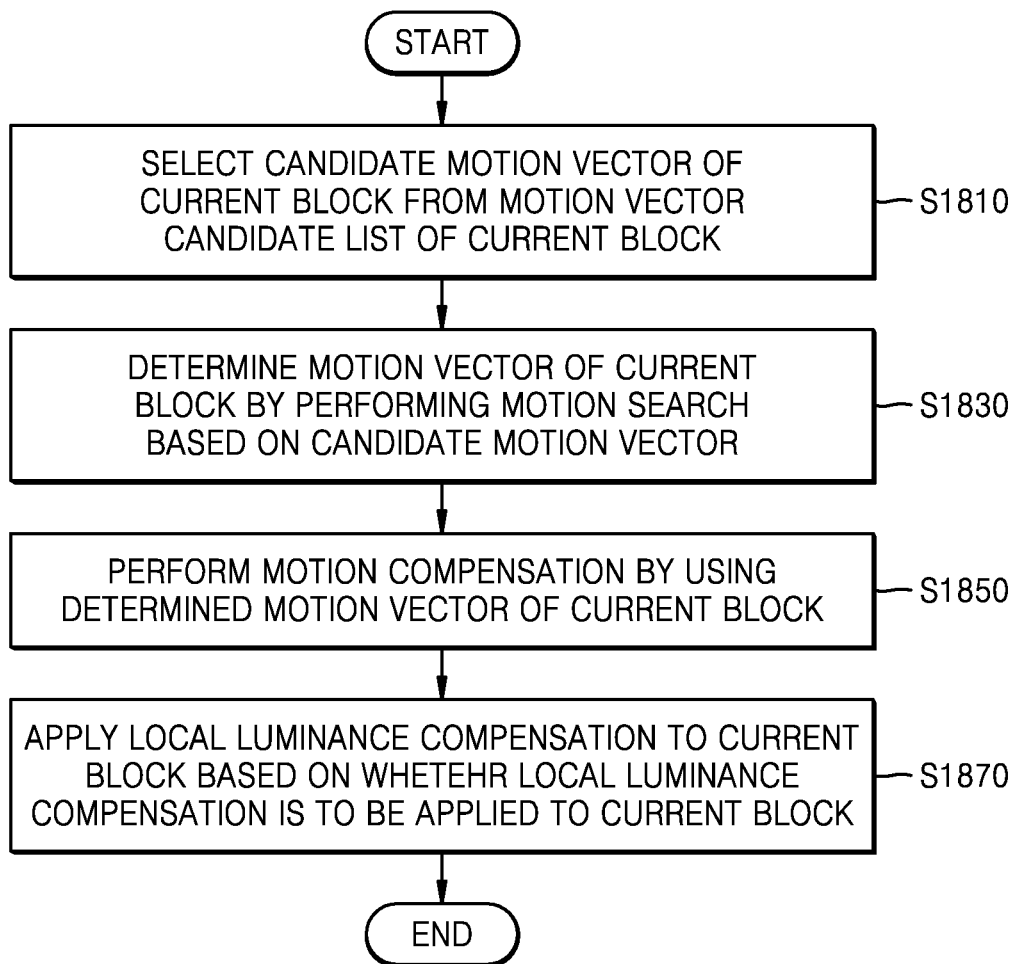 START
SELECT CANDIDATE MOTION VECTOR OF
CURRENT BLOCK FROM MOTION VECTOR
CANDIDATE LIST OF CURRENT BLOCK
S1810
DETERMINE MOTION VECTOR OF CURRENT
BLOCK BY PERFORMING MOTION SEARCH
BASED ON CANDIDATE MOTION VECTOR
S1830
PERFORM MOTION COMPENSATION BY USING
DETERMINED MOTION VECTOR OF CURRENT BLOCK
S1850
APPLY LOCAL LUMINANCE COMPENSATION TO CURRENT
BLOCK BASED ON WHETEHR LOCAL LUMINANCE
COMPENSATION IS TO BE APPLIED TO CURRENT BLOCK
S1870
END